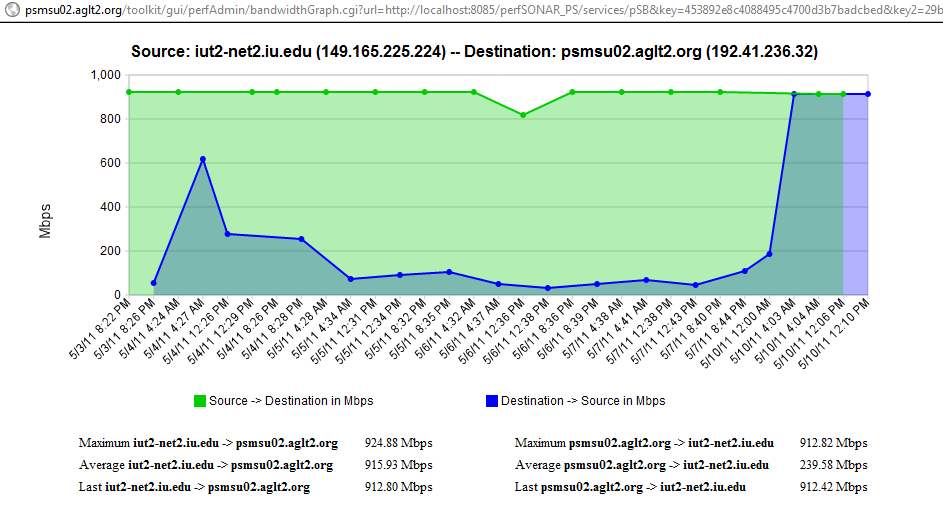 psmsu02.aglt2.org/toolkit/gui/perfAdmin/bandwidthGraph.cgi?url=http://localhost:8085/perfSONAR_PS/services/pSB&key=453892e8c4088495c4700d3b7badcbed&key2=29b
Source: iut2-net2.iu.edu (149.165.225.224) -- Destination: psmsu02.aglt2.org (192.41.236.32)
1,000
800
600
400
200
0
Mbps
5/3/11 8:22 PM
5/3/11 8:26 PM
5/4/11 4:24 AM
5/4/11 4:27 AM
5/4/11 12:26 PM
5/4/11 12:29 PM
5/4/11 8:26 PM
5/4/11 8:28 PM
5/5/11 4:28 AM
5/5/11 4:34 AM
5/5/11 12:31 PM
5/5/11 12:34 PM
5/5/11 8:32 PM
5/5/11 8:35 PM
5/6/11 4:32 AM
5/6/11 4:37 AM
5/6/11 12:36 PM
5/6/11 12:38 PM
5/6/11 8:36 PM
5/6/11 8:39 PM
5/7/11 4:38 AM
5/7/11 4:41 AM
5/7/11 12:38 PM
5/7/11 12:43 PM
5/7/11 8:40 PM
5/7/11 8:44 PM
5/10/11 12:00 AM
5/10/11 4:03 AM
5/10/11 4:04 AM
5/10/11 12:06 PM
5/10/11 12:10 PM
Source -> Destination in Mbps
Destination -> Source in Mbps
Maximum iut2-net2.iu.edu -> psmsu02.aglt2.org 924.88 Mbps
Average iut2-net2.iu.edu -> psmsu02.aglt2.org 915.93 Mbps
Last iut2-net2.iu.edu -> psmsu02.aglt2.org 912.80 Mbps
Maximum psmsu02.aglt2.org -> iut2-net2.iu.edu 912.82 Mbps
Average psmsu02.aglt2.org -> iut2-net2.iu.edu 239.58 Mbps
Last psmsu02.aglt2.org -> iut2-net2.iu.edu 912.42 Mbps